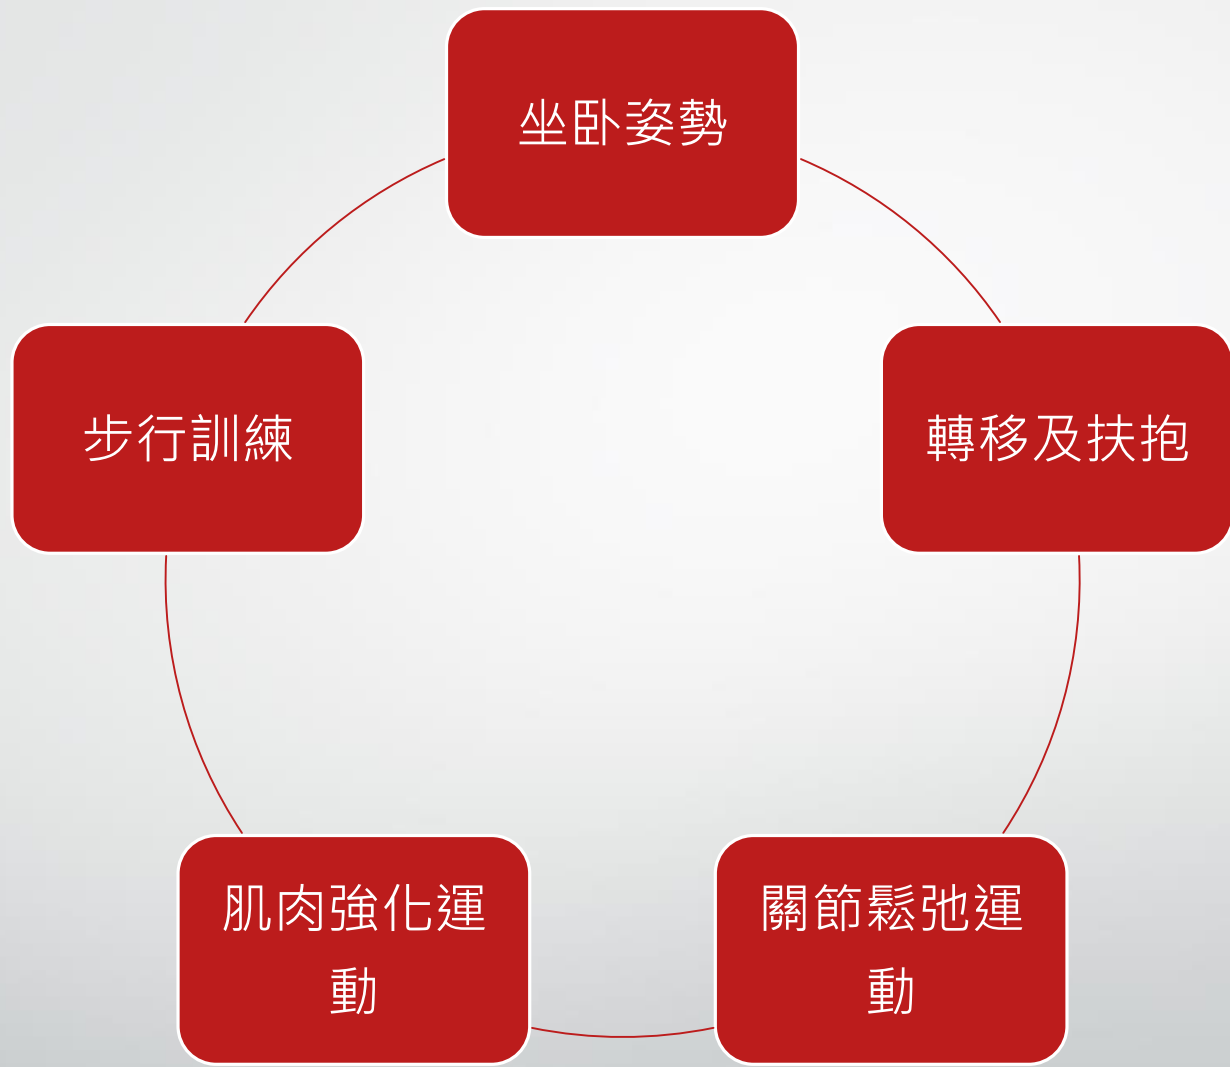 坐卧姿勢
步行訓練
轉移及扶抱
肌肉強化運
動
關節鬆弛運
動